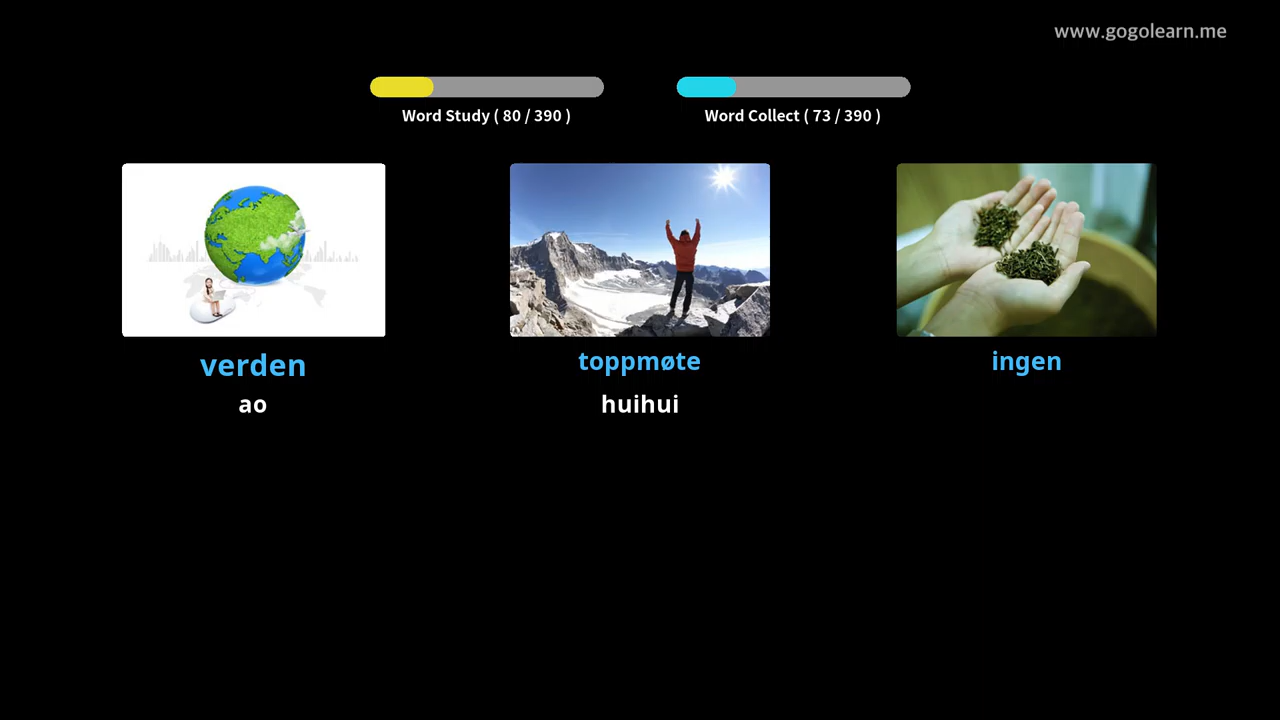 www.gogolearn.me
Word Study ( 80 / 390 )
Word Collect ( 73 / 390 )
verden
toppmøte
ingen
ao
huihui